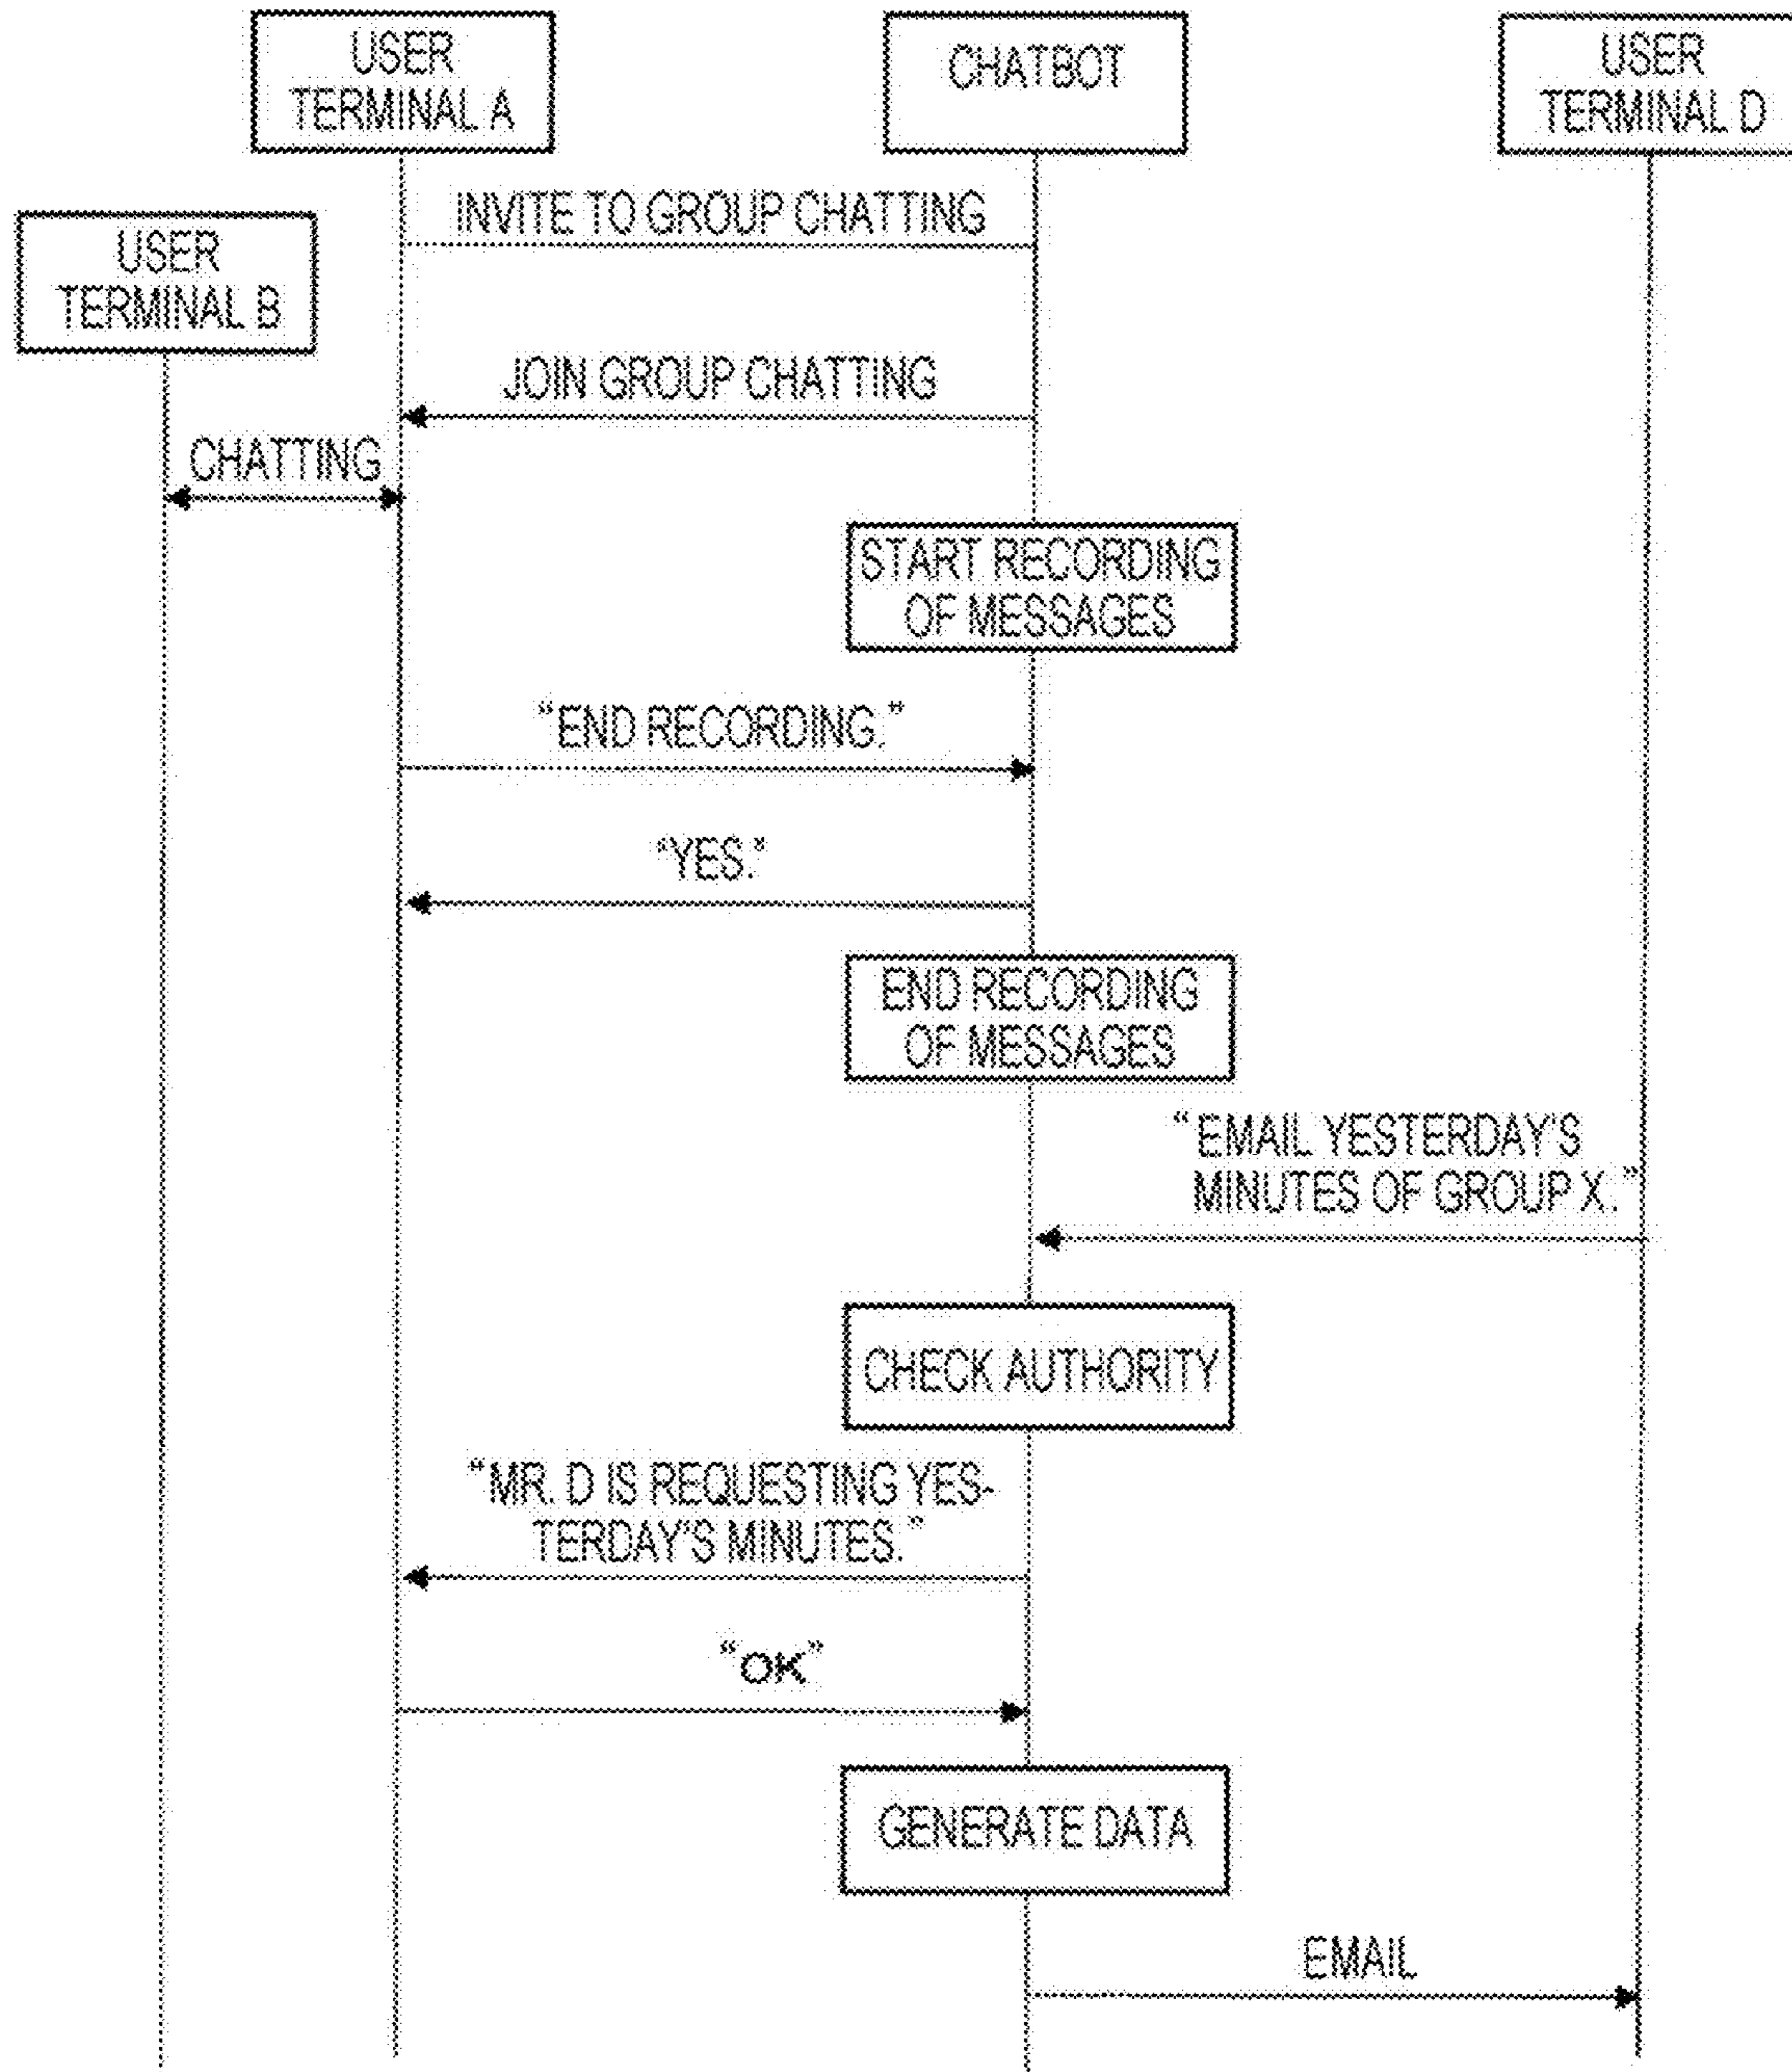 USER
TERMINAL A
CHATBOT
USER
TERMINAL D
USER
TERMINAL B
INVITE TO GROUP CHATTING
JOIN GROUP CHATTING
CHATTING
START RECORDING
OF MESSAGES
“END RECORDING.”
“YES.”
END RECORDING
OF MESSAGES
“EMAIL YESTERDAY'S
MINUTES OF GROUP X.”
CHECK AUTHORITY
“MR. D IS REQUESTING YES-
TERDAY'S MINUTES.”
“OK”
GENERATE DATA
EMAIL